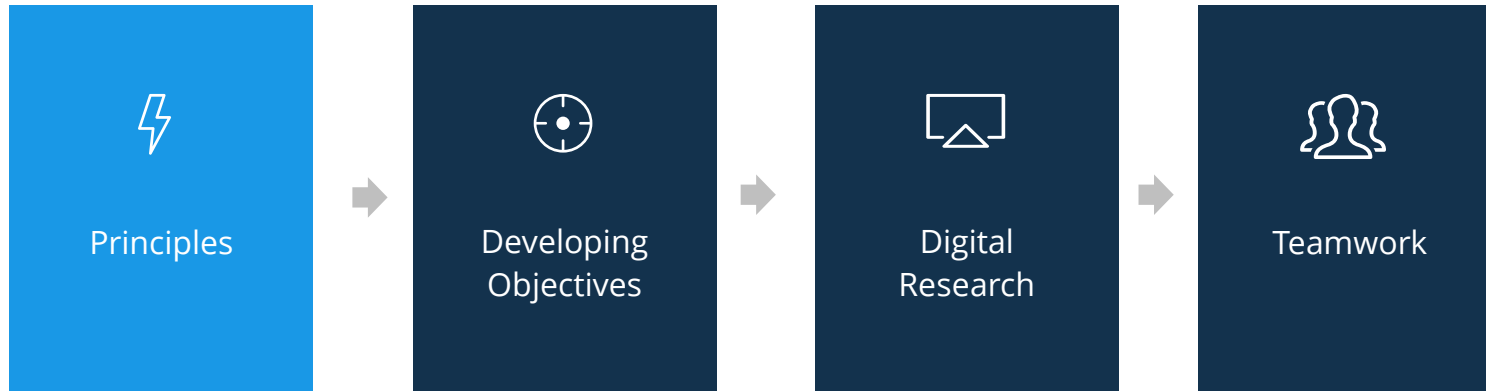 Principles
Developing
Objectives
Digital
Research
Teamwork